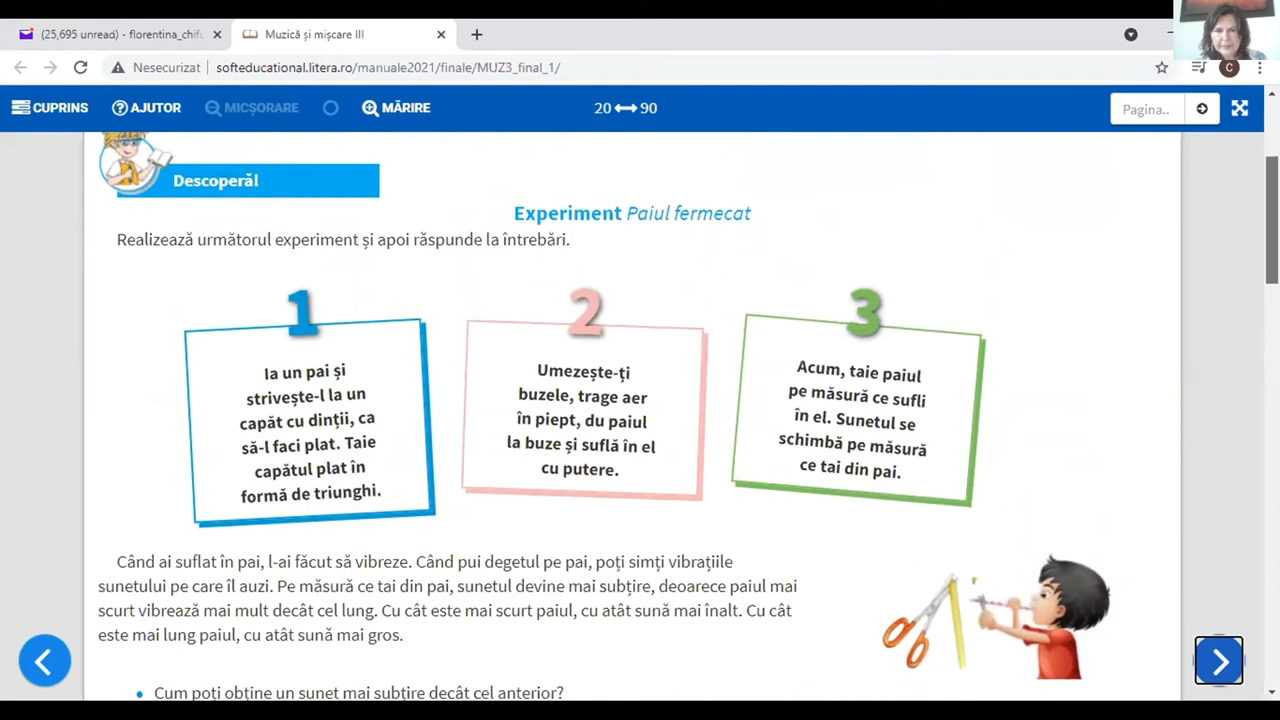 (25,695 unread) - florentina_chifu
Muzică și mișcare III
Nesecurizat
softeducational.litera.ro/manuale2021/finale/MUZ3_final_1/
C
CUPRINS
AJUTOR
MICȘORARE
MĂRIRE
20 ⟷ 90
Pagina..
Descoperă!
Experiment Paiul fermecat
Realizează următorul experiment și apoi răspunde la întrebări.
1
Ia un pai și
strivește-l la un
capăt cu dinții, ca
să-l faci plat. Taie
capătul plat în
formă de triunghi.
2
Umezește-ți
buzele, trage aer
în piept, du paiul
la buze și suflă în el
cu putere.
3
Acum, taie paiul
pe măsură ce sufli
în el. Sunetul se
schimbă pe măsură
ce tai din pai.
Când ai suflat în pai, l-ai făcut să vibreze. Când pui degetul pe pai, poți simți vibrațiile
sunetului pe care îl auzi. Pe măsură ce tai din pai, sunetul devine mai subțire, deoarece paiul mai
scurt vibrează mai mult decât cel lung. Cu cât este mai scurt paiul, cu atât sună mai înalt. Cu cât
este mai lung paiul, cu atât sună mai gros.
• Cum poți obține un sunet mai subțire decât cel anterior?